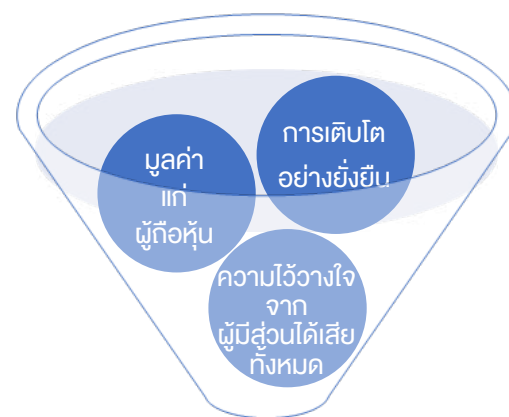 มูลค่า
แก่
ผู้ถือหุ้น
การเติบโต
อย่างยั่งยืน
ความไว้วางใจ
จาก
ผู้มีส่วนได้เสีย
ทั้งหมด